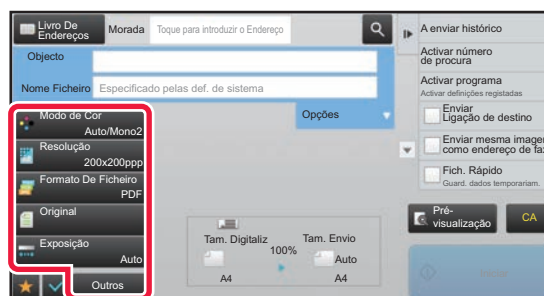 Livro De
Endereços
Morada
Toque para introduzir o Endereço
Objecto
Nome Ficheiro
Especificado pelas def. de sistema
Opções
Modo de Cor
Auto/Mono2
Resolução
200x200ppp
Formato De Ficheiro
PDF
Original
Exposição
Auto
Outros
Tam. Digitaliz
100%
Tam. Envio
Auto
A4
A4
A enviar histórico
Activar número
de procura
Activar programa
Activar definições registadas
Enviar
Ligação de destino
Enviar mesma imagem
como endereço de fax
Fich. Rápido
Guard. dados temporariam.
Pré-
visualização
CA
Iniciar